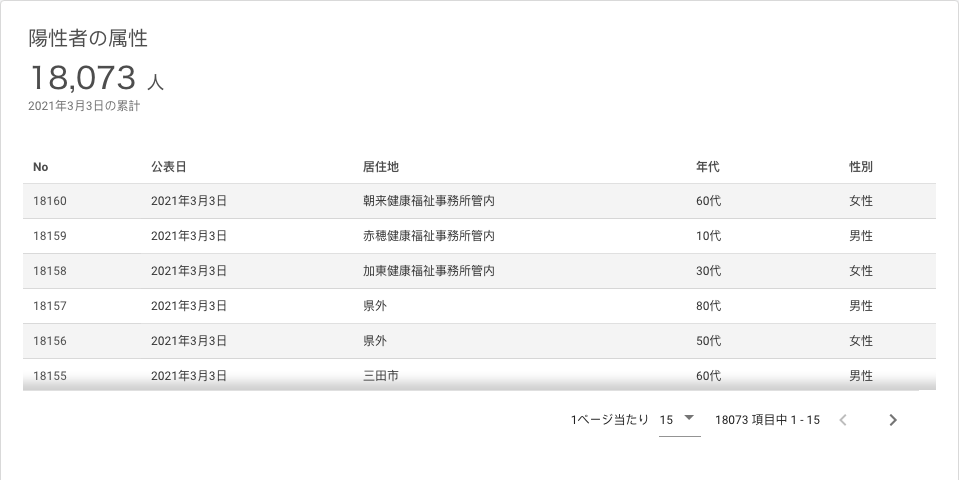 陽性者の属性
18,073 人
2021年3月3日の累計
No 公表日 居住地 年代 性別
18160 2021年3月3日 朝来健康福祉事務所管内 60代 女性
18159 2021年3月3日 赤穂健康福祉事務所管内 10代 男性
18158 2021年3月3日 加東健康福祉事務所管内 30代 女性
18157 2021年3月3日 県外 80代 男性
18156 2021年3月3日 県外 50代 女性
18155 2021年3月3日 三田市 60代 男性
1ページ当たり 15 18073 項目中 1 - 15